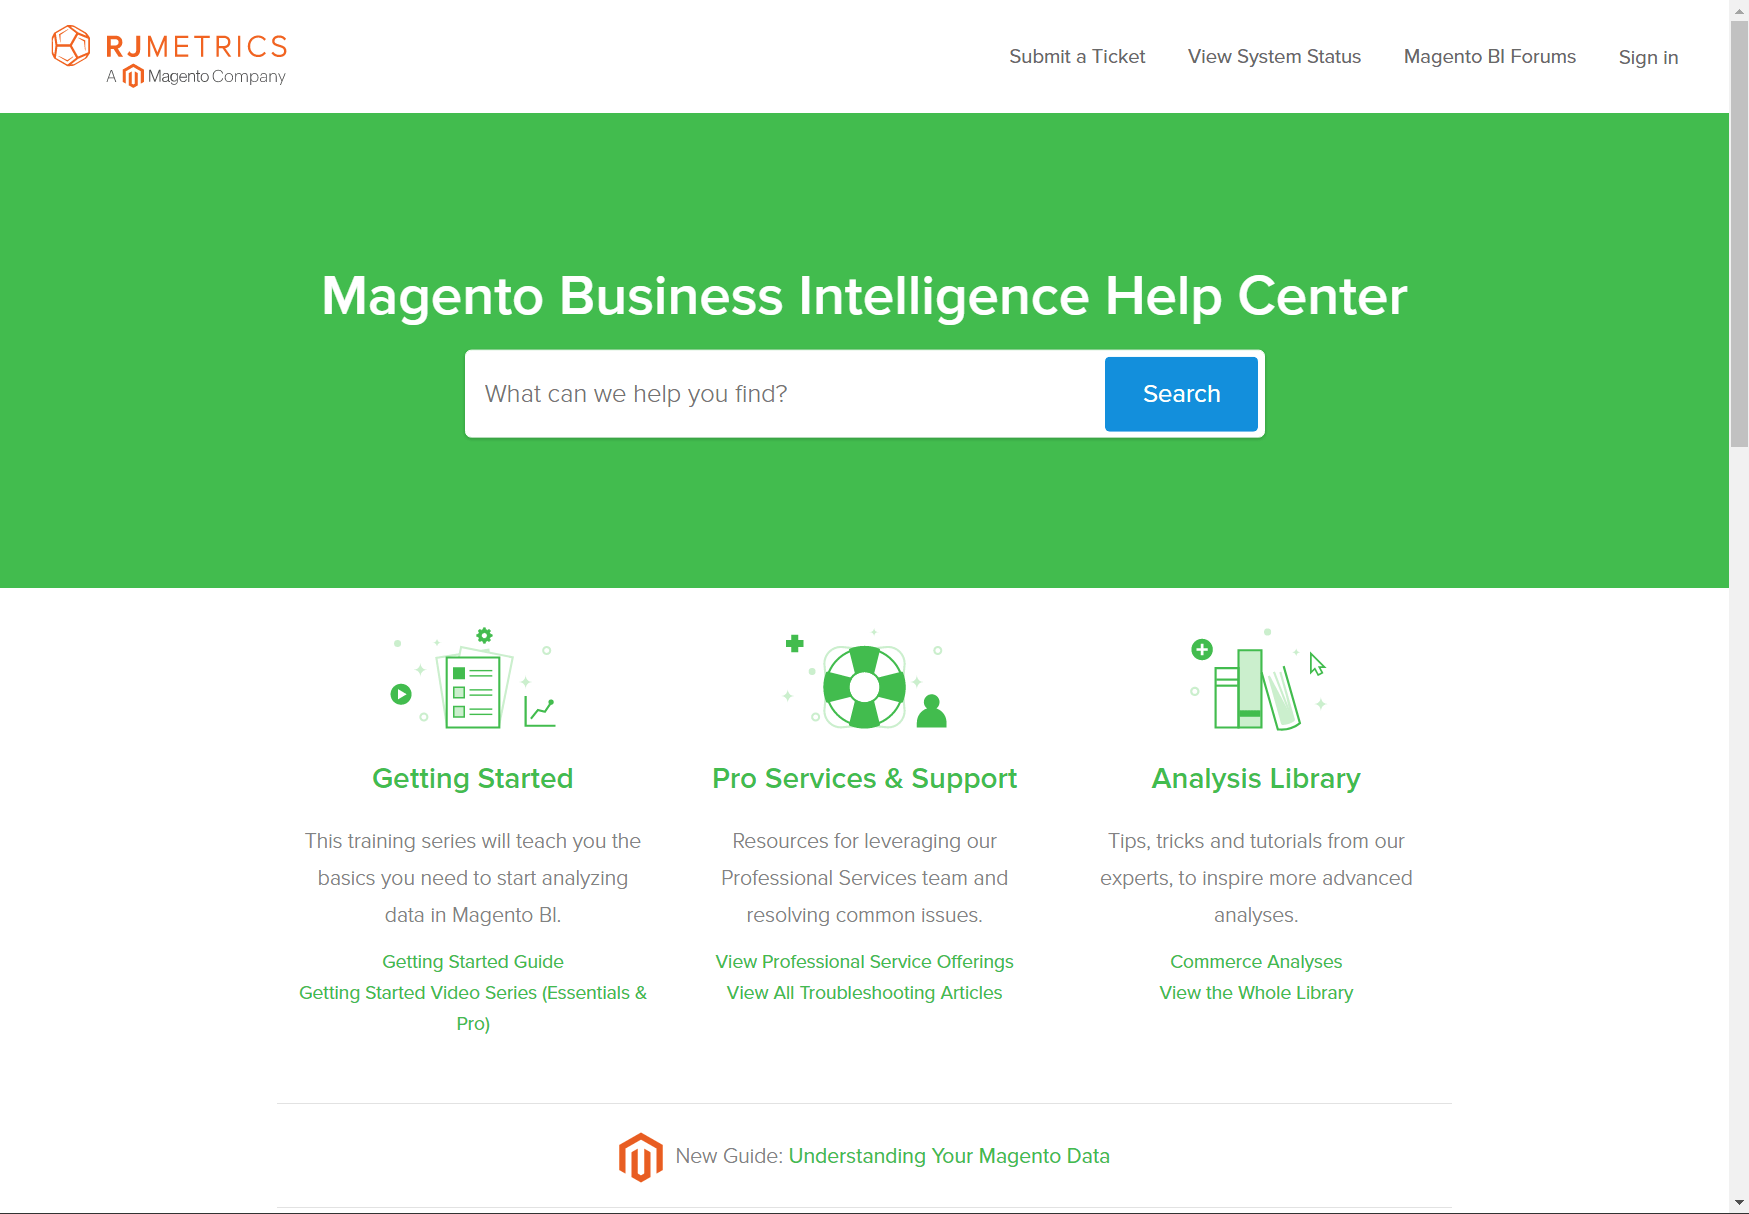 RJMETRICS
A Magento Company
Submit a Ticket
View System Status
Magento BI Forums
Sign in
Magento Business Intelligence Help Center
What can we help you find?
Search
Getting Started
This training series will teach you the
basics you need to start analyzing
data in Magento BI.
Getting Started Guide
Getting Started Video Series (Essentials &
Pro)
Pro Services & Support
Resources for leveraging our
Professional Services team and
resolving common issues.
View Professional Service Offerings
View All Troubleshooting Articles
Analysis Library
Tips, tricks and tutorials from our
experts, to inspire more advanced
analyses.
Commerce Analyses
View the Whole Library
New Guide: Understanding Your Magento Data